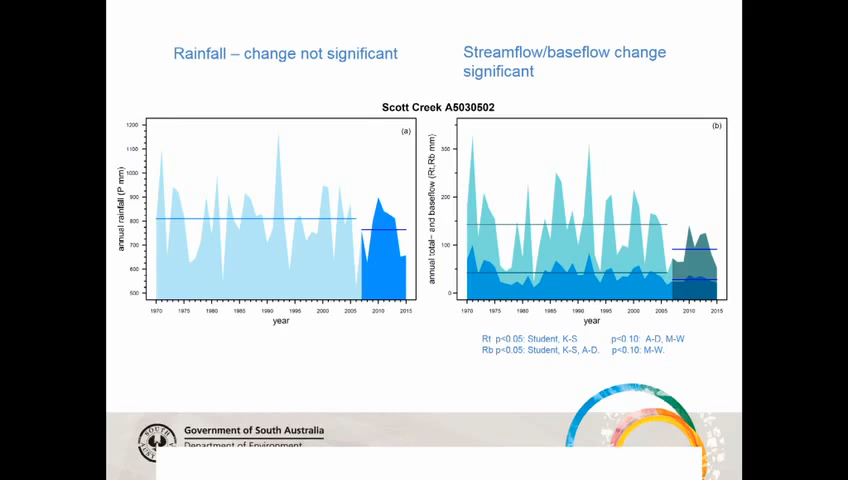 Rainfall – change not significant
Streamflow/baseflow change
significant
Scott Creek A5030502
(a)
1200
1100
1000
900
800
700
600
500
annual rainfall (P mm)
1970 1975 1980 1985 1990 1995 2000 2005 2010 2015
year
(b)
300
200
100
0
annual total− and baseflow (Rt,Rb mm)
1970 1975 1980 1985 1990 1995 2000 2005 2010 2015
year
Rt p<0.05: Student, K-S p<0.10: A-D, M-W
Rb p<0.05: Student, K-S, A-D. p<0.10: M-W.
Government of South Australia
Department of Environment,